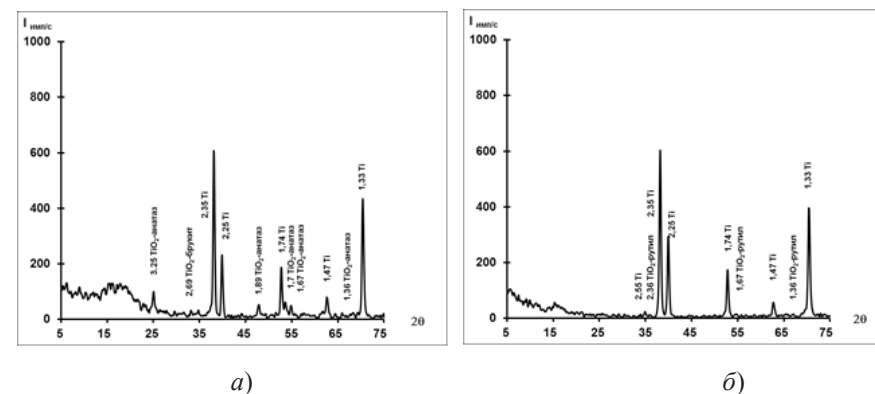 I имп/с
1000
800
600
400
200
0
3.25 TiO2-анатаз
2,69 TiO2-брукит
2,35 Ti
2,25 Ti
1,89 TiO2-анатаз
1,74 Ti
1,7 TiO2-анатаз
1,67 TiO2-анатаз
1,47 Ti
1,36 TiO2-анатаз
1,33 Ti
5 15 25 35 45 55 65 75
2θ
а)
I имп/с
1000
800
600
400
200
0
2,55 Ti
2,36 TiO2-рутил
2,35 Ti
2,25 Ti
1,74 Ti
1,67 TiO2-рутил
1,47 Ti
1,36 TiO2-рутил
1,33 Ti
5 15 25 35 45 55 65 75
2θ
б)